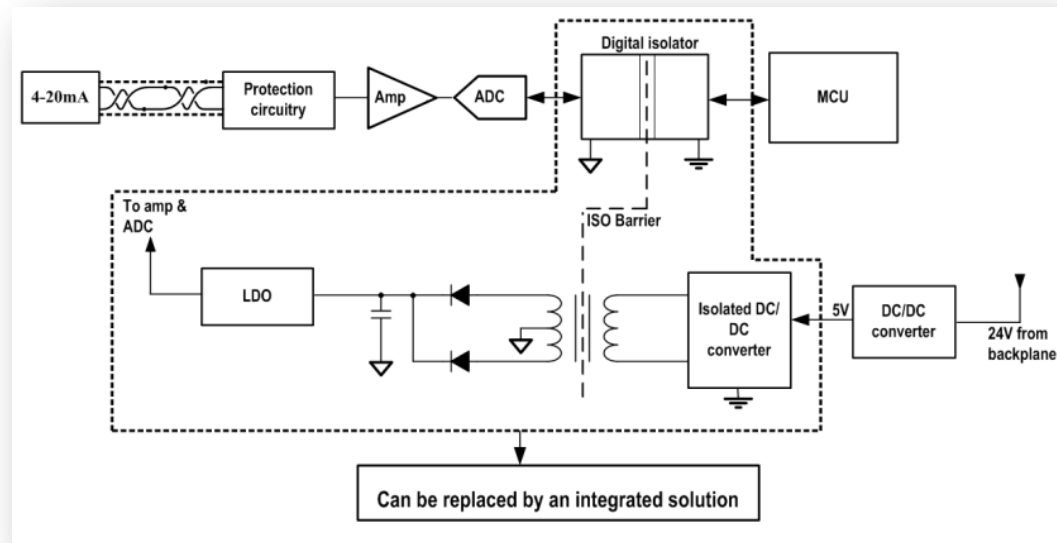 Digital isolator
4-20mA
Protection
circuitry
Amp
ADC
MCU
To amp &
ADC
ISO Barrier
LDO
Isolated DC/
DC
converter
5V
DC/DC
converter
24V from
backplane
Can be replaced by an integrated solution